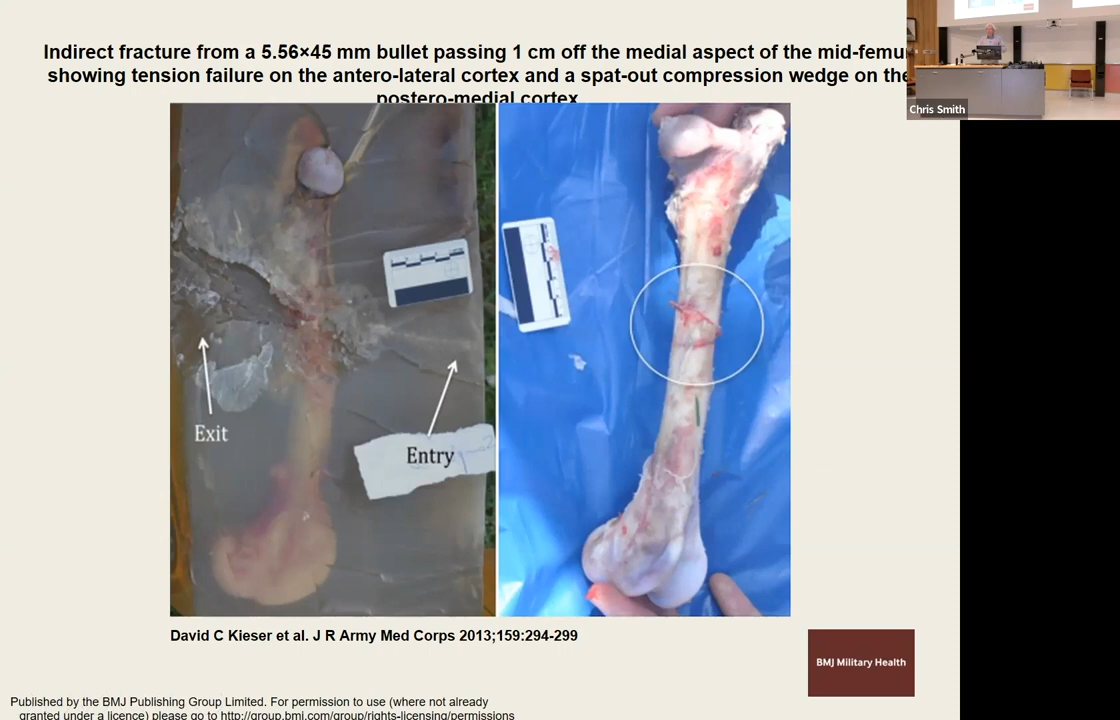 Indirect fracture from a 5.56×45 mm bullet passing 1 cm off the medial aspect of the mid-femu
showing tension failure on the antero-lateral cortex and a spat-out compression wedge on the
postero-medial cortex
Chris Smith
Exit
Entry
David C Kieser et al. J R Army Med Corps 2013;159:294-299
BMJ Military Health
Published by the BMJ Publishing Group Limited. For permission to use (where not already
granted under a licence) please go to http://group.bmj.com/group/rights-licensing/permissions